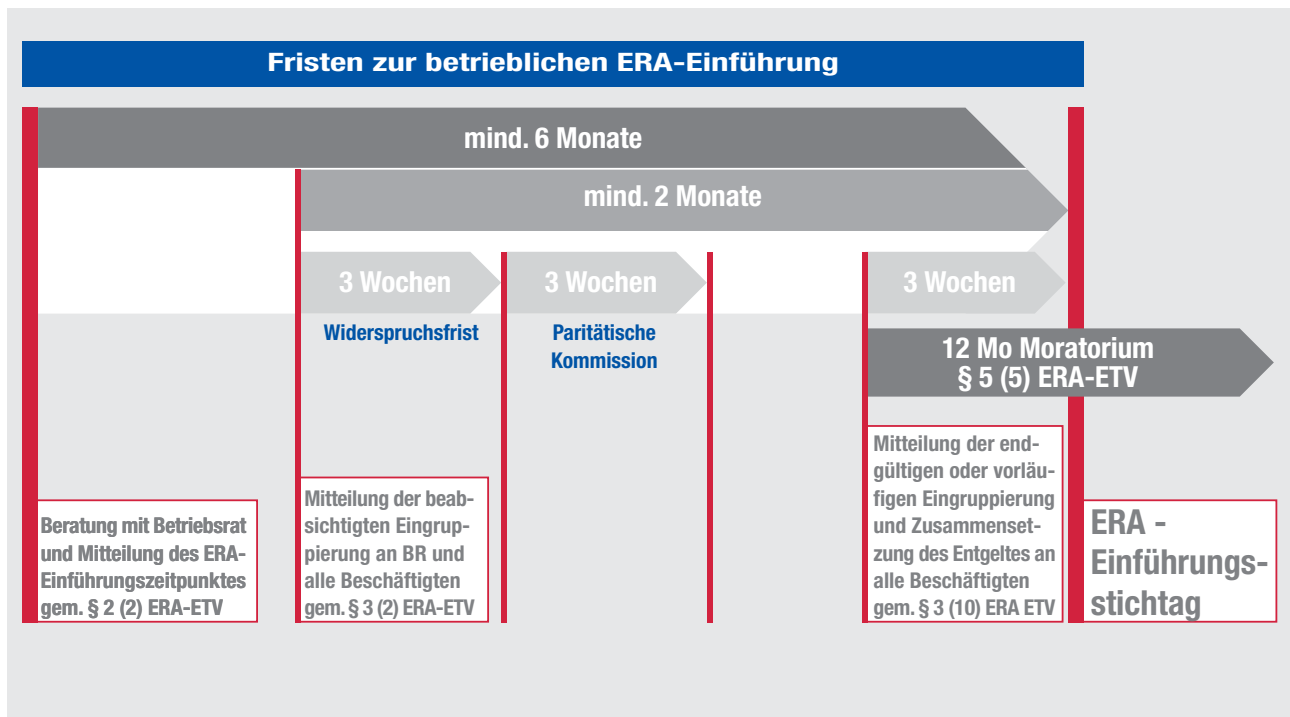 Fristen zur betrieblichen ERA-Einführung
mind. 6 Monate
mind. 2 Monate
3 Wochen
3 Wochen
3 Wochen
Widerspruchsfrist
Paritätische
Kommission
12 Mo Moratorium
§ 5 (5) ERA-ETV
Beratung mit Betriebsrat
und Mitteilung des ERA-
Einführungszeitpunktes
gem. § 2 (2) ERA-ETV
Mitteilung der beab-
sichtigten Eingrup-
pierung an BR und
alle Beschäftigten
gem. § 3 (2) ERA-ETV
Mitteilung der end-
gültigen oder vorläu-
figen Eingruppierung
und Zusammenset-
zung des Entgeltes an
alle Beschäftigten
gem. § 3 (10) ERA ETV
ERA -
Einführungs-
stichtag